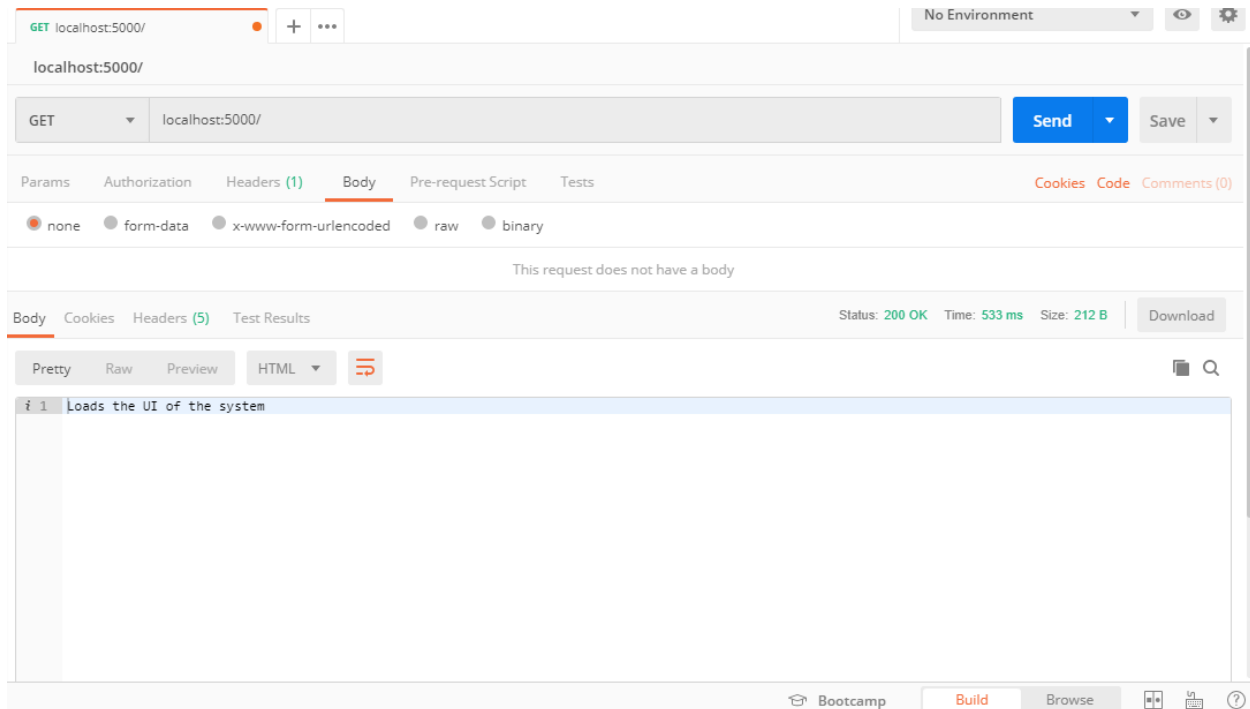 GET localhost:5000/
No Environment
localhost:5000/
GET localhost:5000/ Send Save
Params Authorization Headers (1) Body Pre-request Script Tests Cookies Code Comments (0)
none form-data x-www-form-urlencoded raw binary
This request does not have a body
Body Cookies Headers (5) Test Results Status: 200 OK Time: 533 ms Size: 212 B Download
Pretty Raw Preview HTML
i 1 Loads the UI of the system
Bootcamp Build Browse